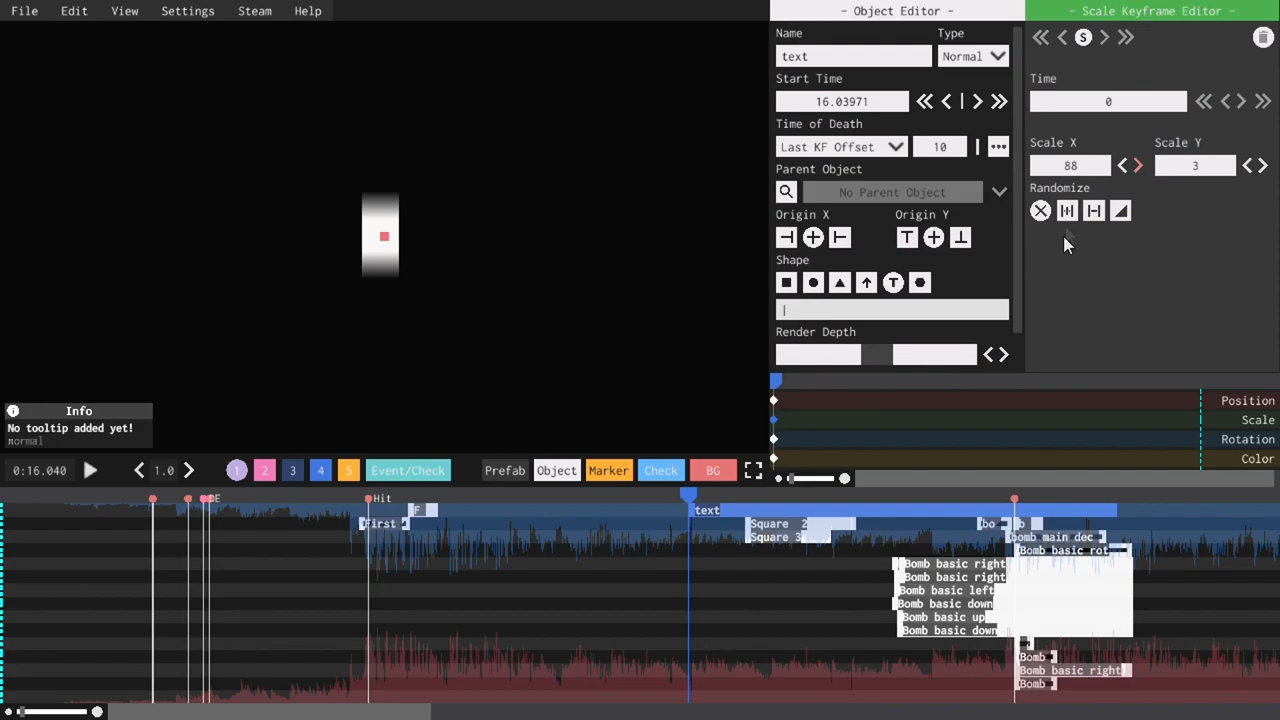 File Edit View Settings Steam Help
- Object Editor -
- Scale Keyframe Editor -
Name Type
text Normal
Start Time
16.03971
Time of Death
Last KF Offset 10
Parent Object
No Parent Object
Origin X Origin Y
Shape
T
|
Render Depth
S
Time
0
Scale X Scale Y
88 3
Randomize
Info
No tooltip added yet!
normal
Position
Scale
Rotation
Color
0:16.040 1.0 1 2 3 4 5 Event/Check Prefab Object Marker Check BG
Hit
text
F
First
Square 2
Square 3
bo
b
bomb main dec
Bomb basic rot
Bomb basic right
Bomb basic right
Bomb basic left
Bomb basic down
Bomb basic up
Bomb basic down
Bomb
Bomb basic right
Bomb